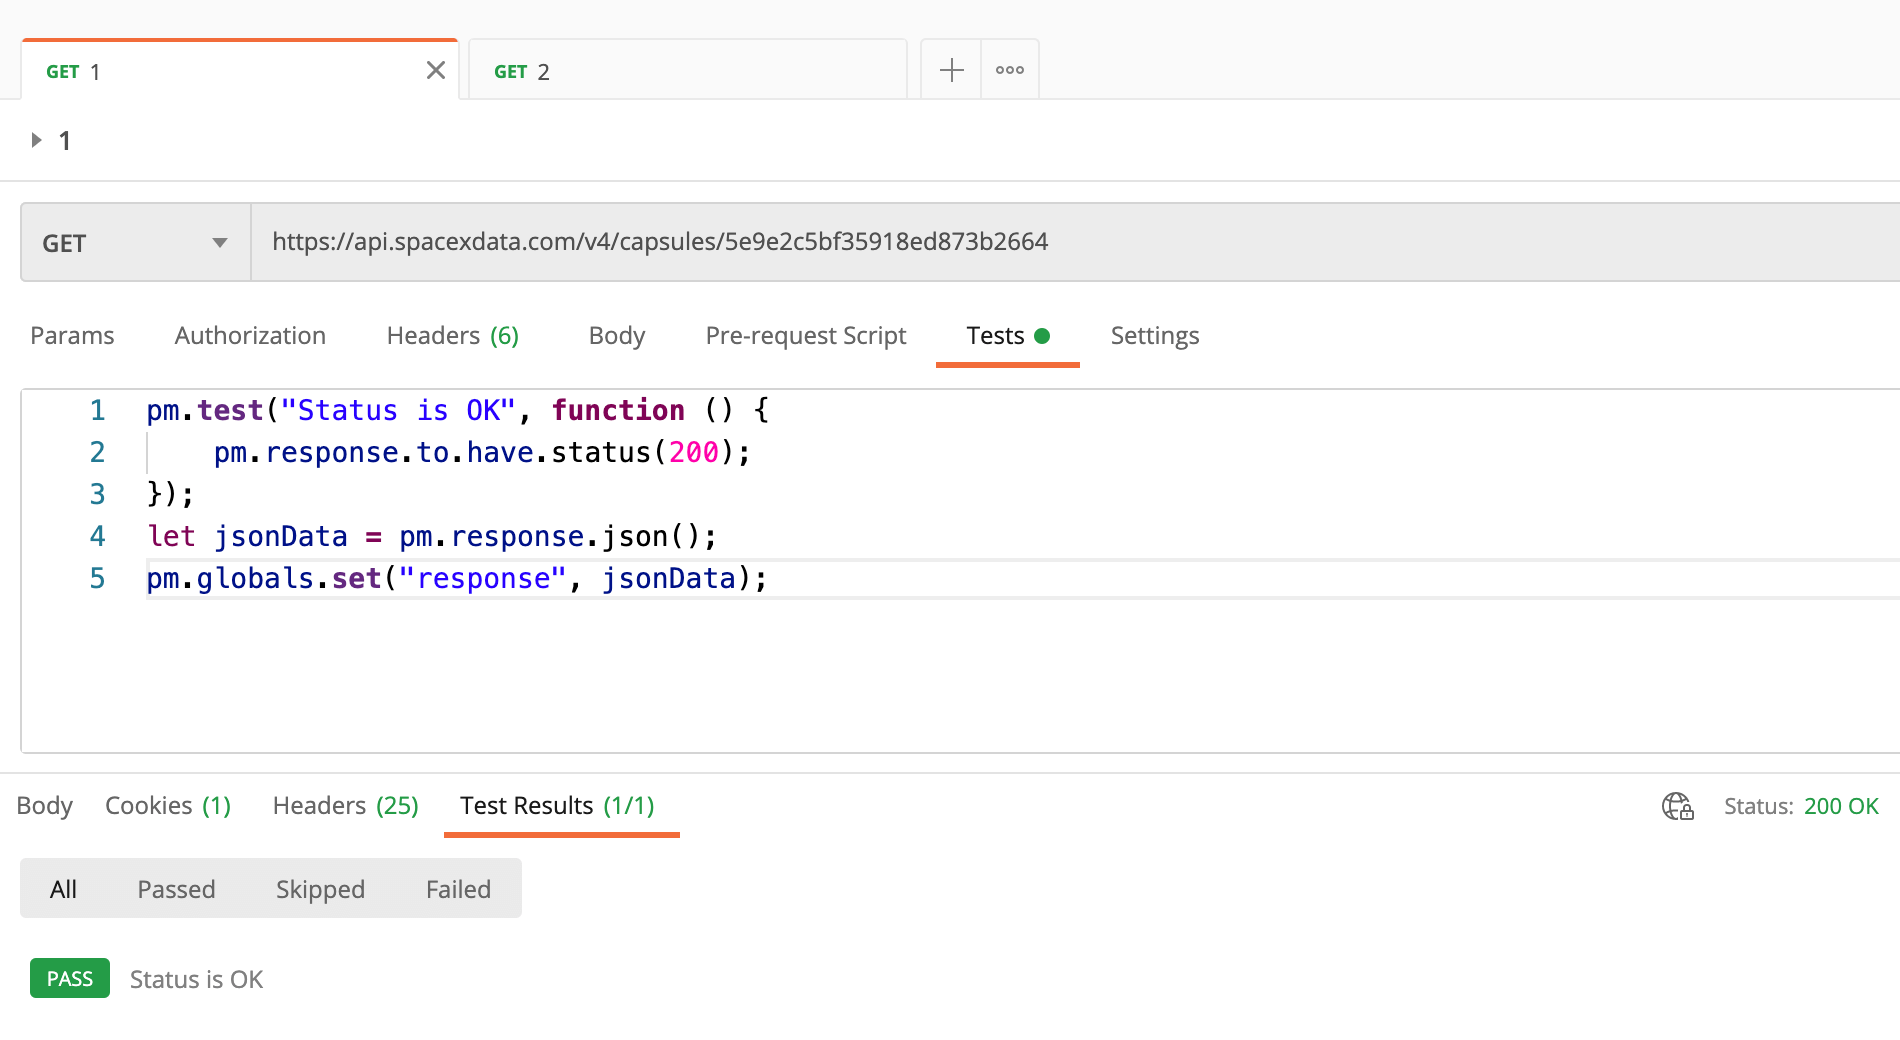 GET 1
GET 2
1
GET https://api.spacexdata.com/v4/capsules/5e9e2c5bf35918ed873b2664
Params Authorization Headers (6) Body Pre-request Script Tests Settings
1 pm.test("Status is OK", function () {
2 pm.response.to.have.status(200);
3 });
4 let jsonData = pm.response.json();
5 pm.globals.set("response", jsonData);
Body Cookies (1) Headers (25) Test Results (1/1) Status: 200 OK
All Passed Skipped Failed
PASS Status is OK